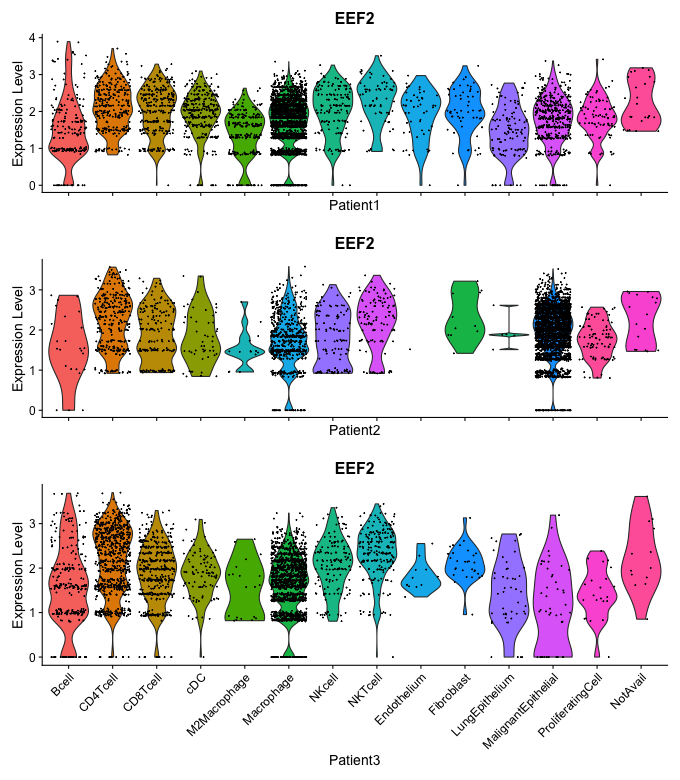 EEF2
Expression Level
4
3
2
1
0
Patient1
EEF2
Expression Level
3
2
1
0
Patient2
EEF2
Expression Level
3
2
1
0
Bcell
CD4Tcell
CD8Tcell
cDC
M2Macrophage
Macrophage
NKcell
NKTcell
Endothelium
Fibroblast
LungEpithelium
MalignantEpithelial
ProliferatingCell
NotAvail
Patient3